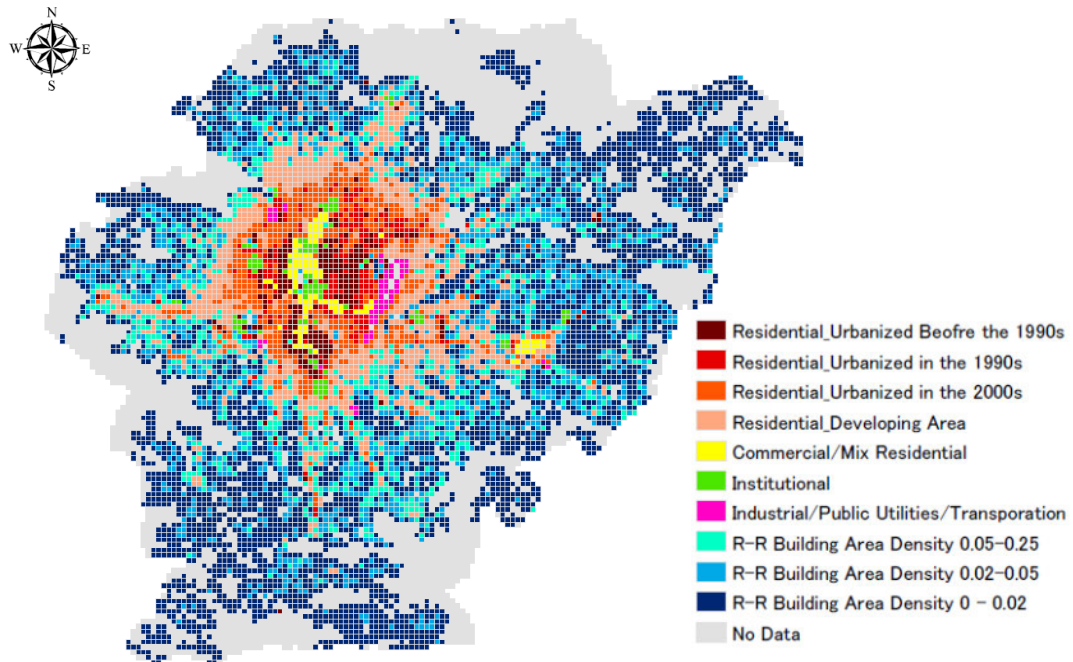 N
W E
S
Residential_Urbanized Beofre the 1990s
Residential_Urbanized in the 1990s
Residential_Urbanized in the 2000s
Residential_Developing Area
Commercial/Mix Residential
Institutional
Industrial/Public Utilities/Transporation
R-R Building Area Density 0.05-0.25
R-R Building Area Density 0.02-0.05
R-R Building Area Density 0 - 0.02
No Data